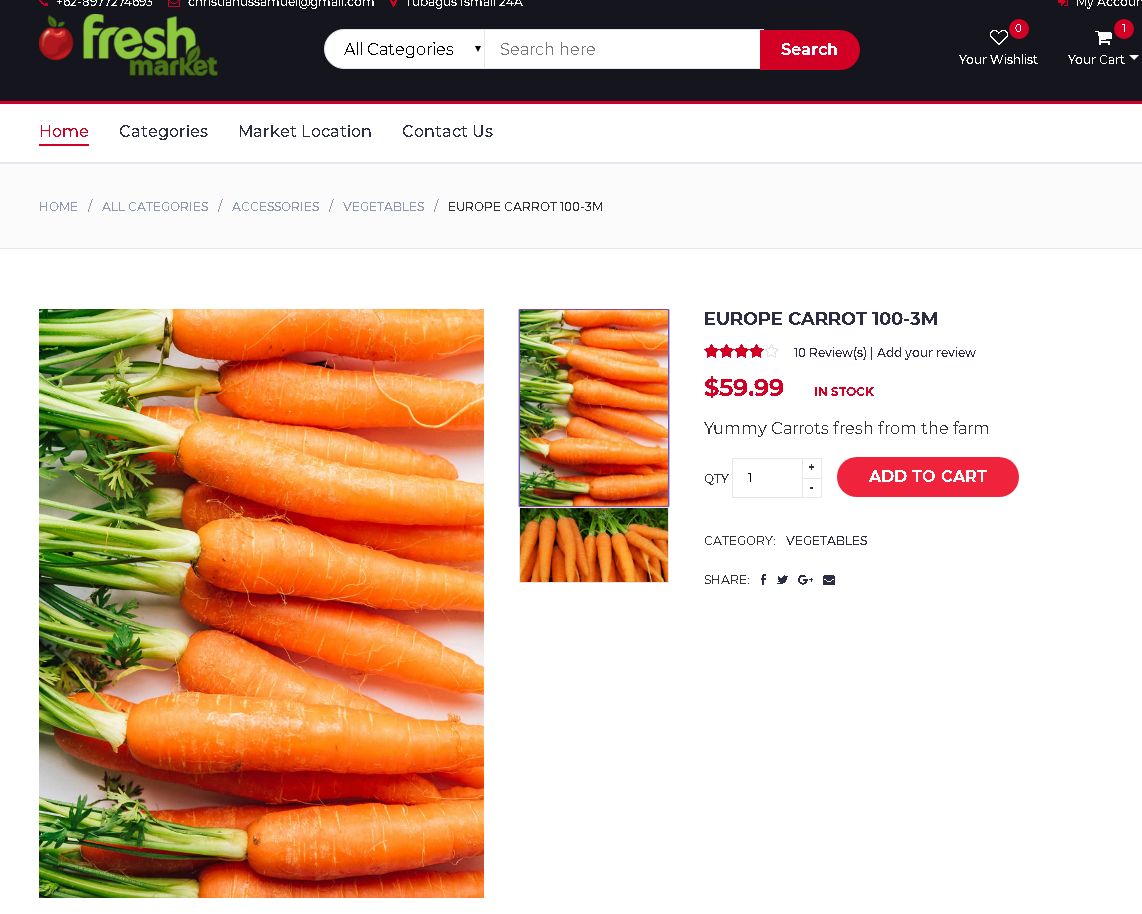 +62-8977274693 christianussamuel@gmail.com Tubagus Ismail 24A My Accoun
fresh
market
All Categories Search here Search
0
1
Your Wishlist Your Cart
Home Categories Market Location Contact Us
HOME / ALL CATEGORIES / ACCESSORIES / VEGETABLES / EUROPE CARROT 100-3M
EUROPE CARROT 100-3M
10 Review(s) | Add your review
$59.99 IN STOCK
Yummy Carrots fresh from the farm
QTY 1 + - ADD TO CART
CATEGORY: VEGETABLES
SHARE: